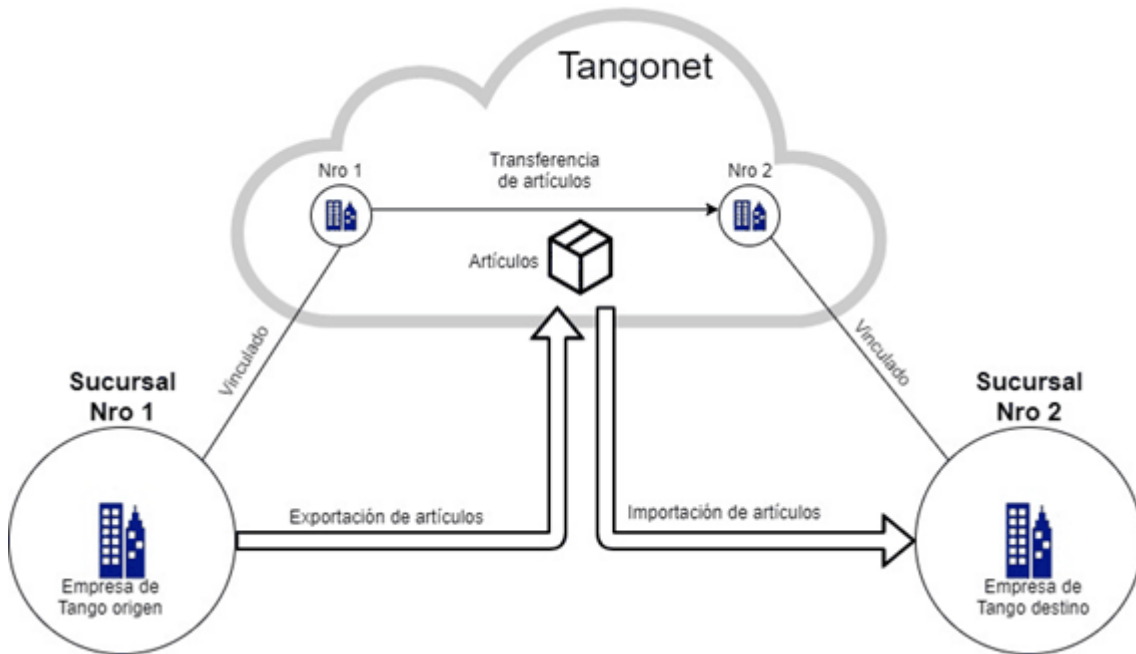 Tangonet
Nro 1
Transferencia
de artículos
Nro 2
Artículos
Vinculado
Vinculado
Sucursal
Nro 1
Sucursal
Nro 2
Exportación de artículos
Importación de artículos
Empresa de
Tango origen
Empresa de
Tango destino